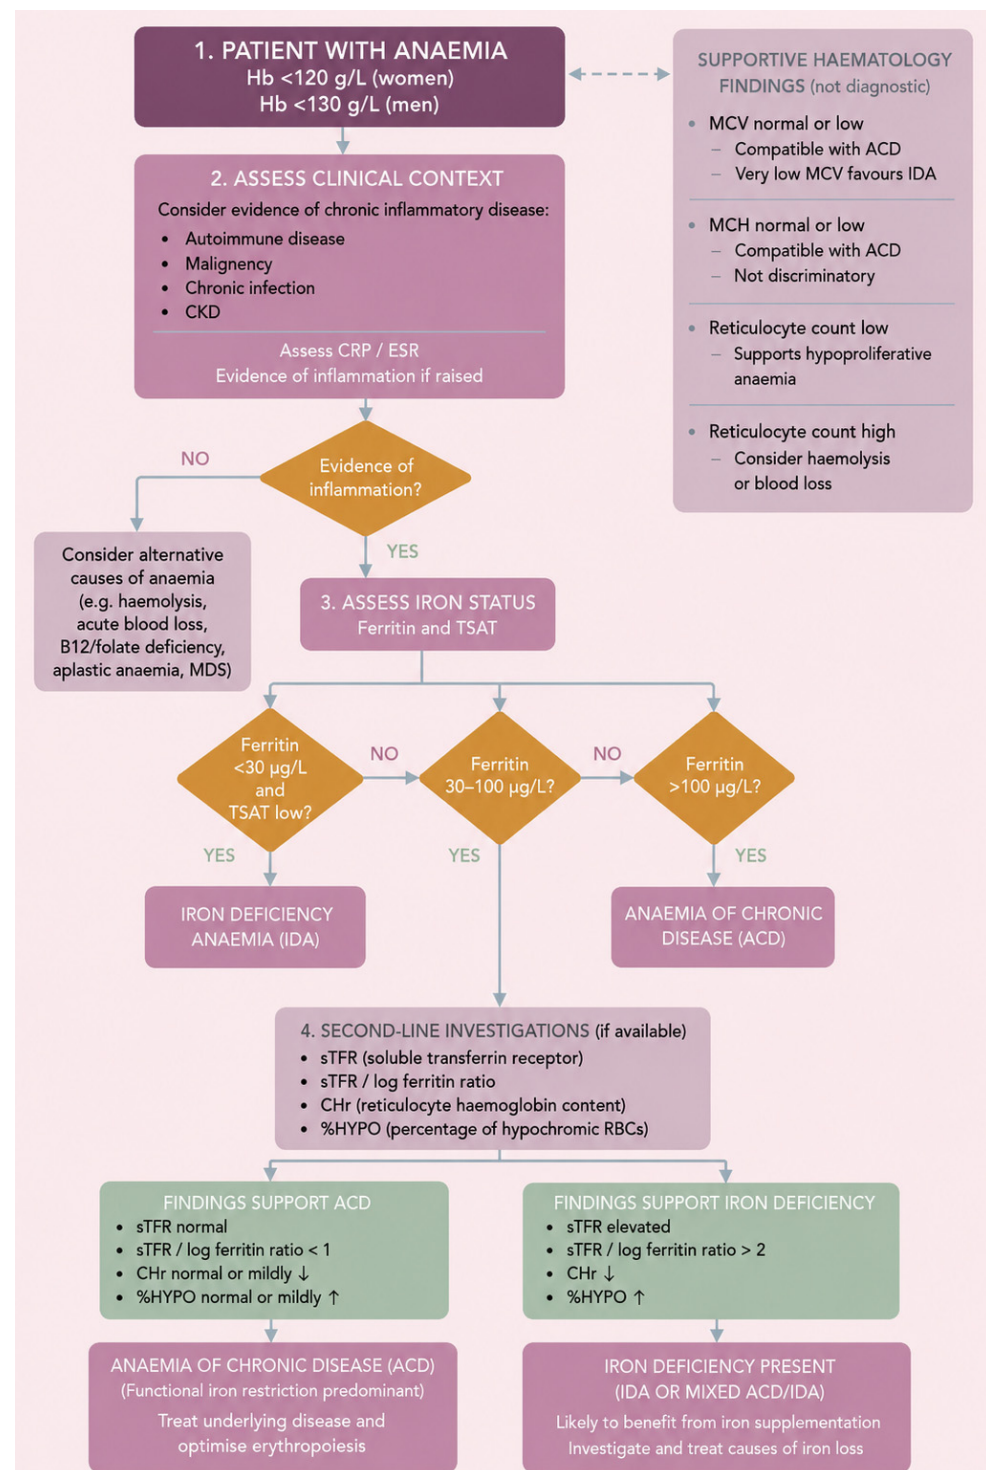 1. PATIENT WITH ANAEMIA
Hb <120 g/L (women)
Hb <130 g/L (men)
SUPPORTIVE HAEMATOLOGY
FINDINGS (not diagnostic)
• MCV normal or low
– Compatible with ACD
– Very low MCV favours IDA
• MCH normal or low
– Compatible with ACD
– Not discriminatory
• Reticulocyte count low
– Supports hypoproliferative
anaemia
• Reticulocyte count high
– Consider haemolysis
or blood loss
2. ASSESS CLINICAL CONTEXT
Consider evidence of chronic inflammatory disease:
• Autoimmune disease
• Malignency
• Chronic infection
• CKD
Assess CRP / ESR
Evidence of inflammation if raised
Evidence of
inflammation?
NO
YES
Consider alternative
causes of anaemia
(e.g. haemolysis,
acute blood loss,
B12/folate deficiency,
aplastic anaemia, MDS)
3. ASSESS IRON STATUS
Ferritin and TSAT
Ferritin
<30 µg/L
and
TSAT low?
NO
Ferritin
30–100 µg/L?
NO
Ferritin
>100 µg/L?
YES
YES
YES
IRON DEFICIENCY
ANAEMIA (IDA)
ANAEMIA OF CHRONIC
DISEASE (ACD)
4. SECOND-LINE INVESTIGATIONS (if available)
• sTFR (soluble transferrin receptor)
• sTFR / log ferritin ratio
• CHr (reticulocyte haemoglobin content)
• %HYPO (percentage of hypochromic RBCs)
FINDINGS SUPPORT ACD
• sTFR normal
• sTFR / log ferritin ratio < 1
• CHr normal or mildly ↓
• %HYPO normal or mildly ↑
FINDINGS SUPPORT IRON DEFICIENCY
• sTFR elevated
• sTFR / log ferritin ratio > 2
• CHr ↓
• %HYPO ↑
ANAEMIA OF CHRONIC DISEASE (ACD)
(Functional iron restriction predominant)
Treat underlying disease and
optimise erythropoiesis
IRON DEFICIENCY PRESENT
(IDA OR MIXED ACD/IDA)
Likely to benefit from iron supplementation
Investigate and treat causes of iron loss